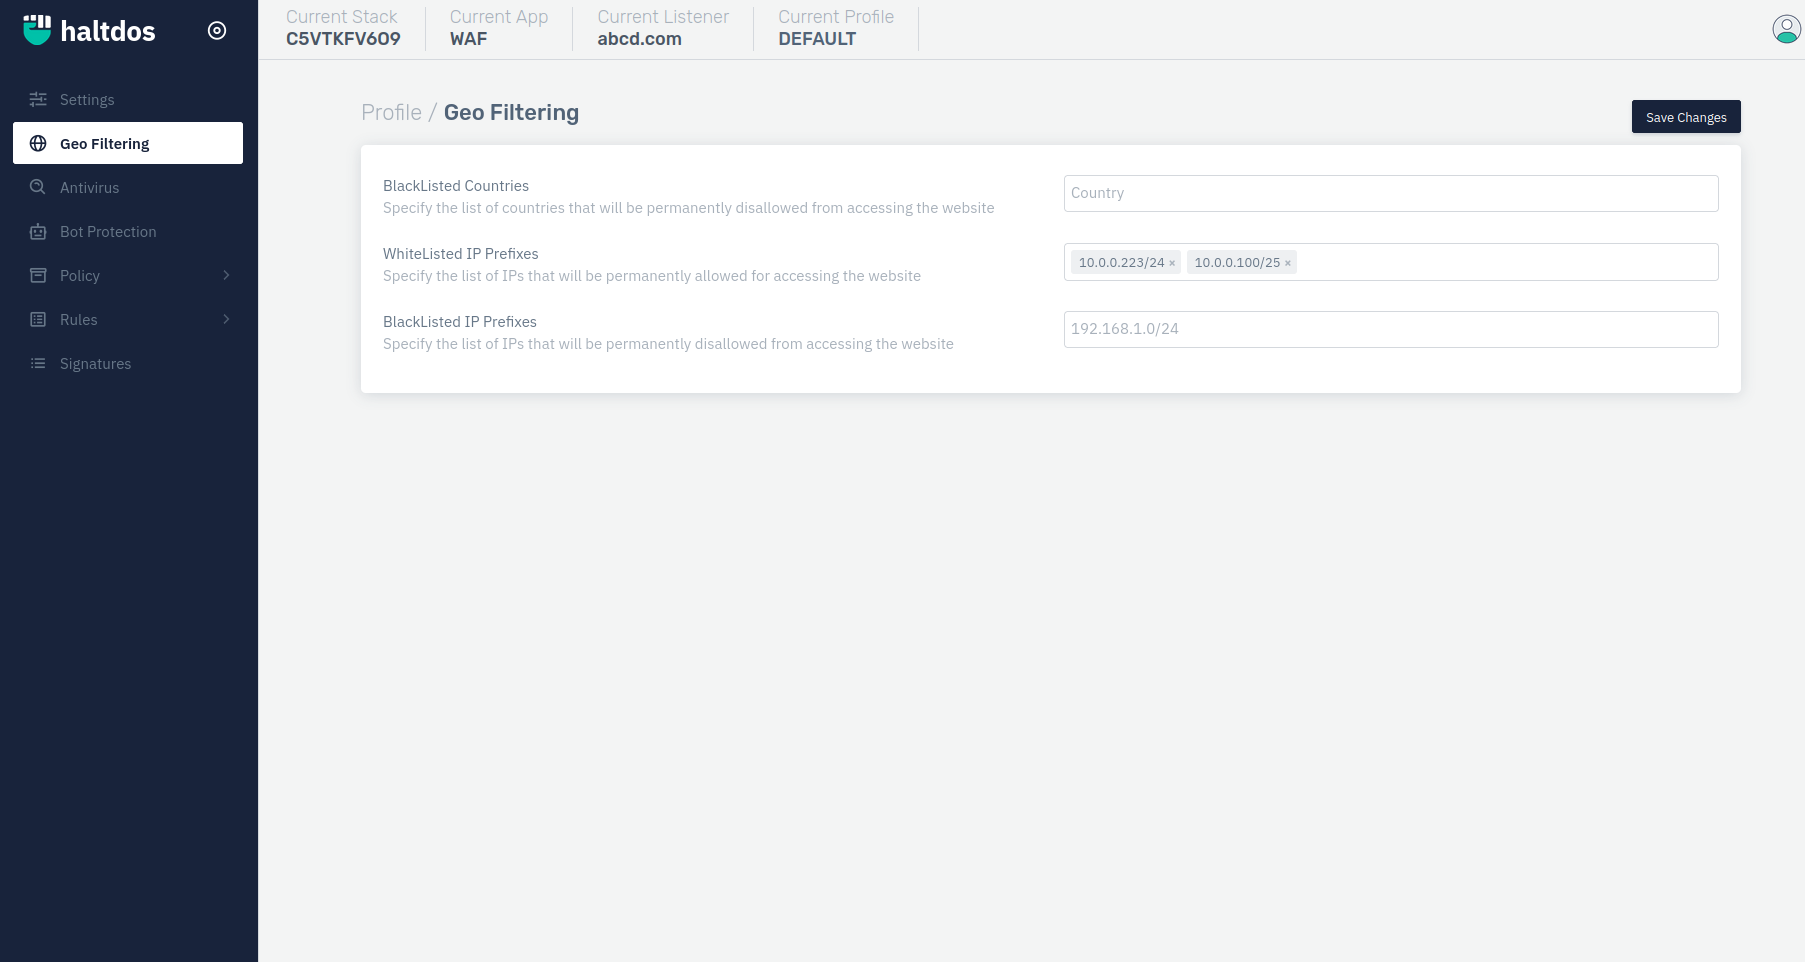 haltdos
Current Stack
C5VTKFV6O9
Current App
WAF
Current Listener
abcd.com
Current Profile
DEFAULT
Settings
Geo Filtering
Antivirus
Bot Protection
Policy
Rules
Signatures
Profile / Geo Filtering
Save Changes
BlackListed Countries
Specify the list of countries that will be permanently disallowed from accessing the website
Country
WhiteListed IP Prefixes
Specify the list of IPs that will be permanently allowed for accessing the website
10.0.0.223/24 × 10.0.0.100/25 ×
BlackListed IP Prefixes
Specify the list of IPs that will be permanently disallowed from accessing the website
192.168.1.0/24